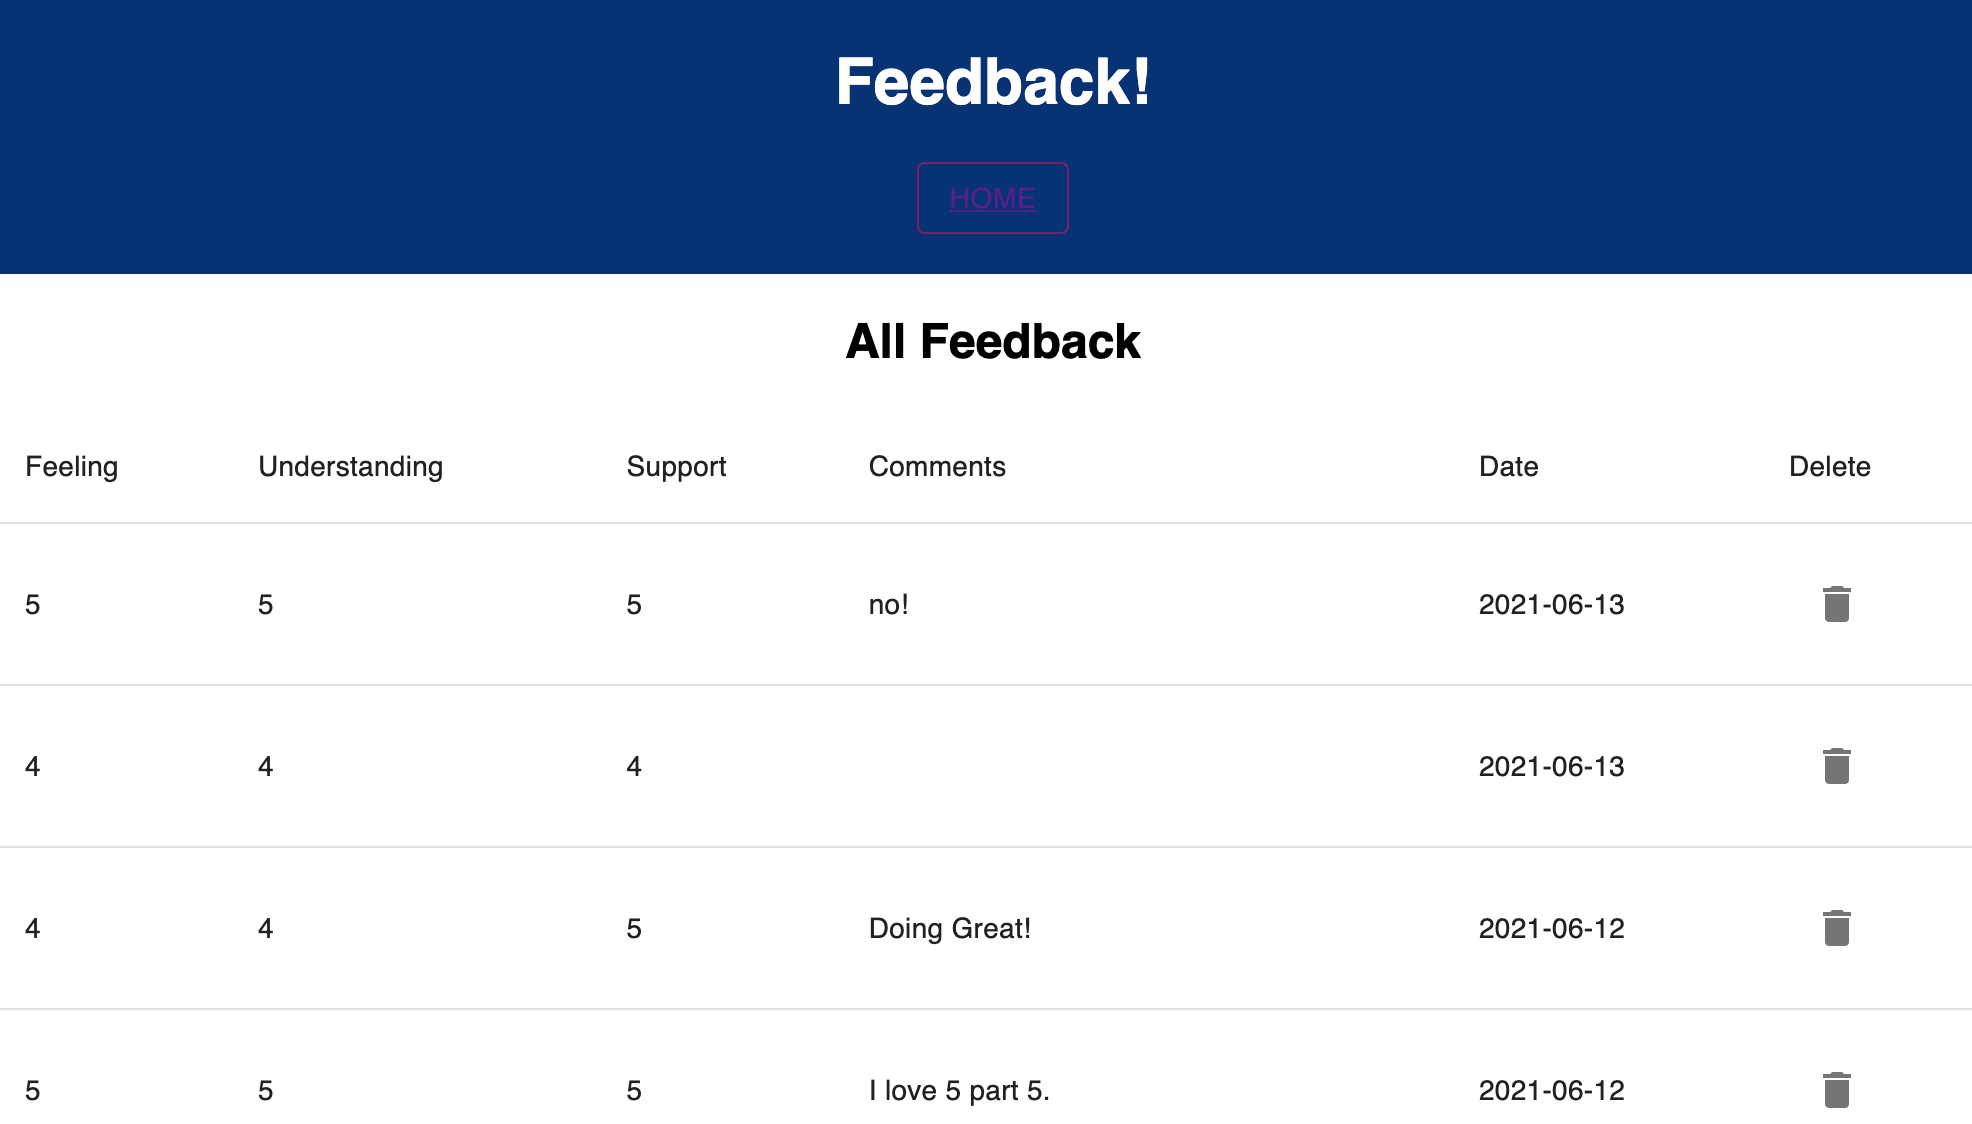 Feedback!
HOME
All Feedback
Feeling Understanding Support Comments Date Delete
5 5 5 no! 2021-06-13
4 4 4 2021-06-13
4 4 5 Doing Great! 2021-06-12
5 5 5 I love 5 part 5. 2021-06-12